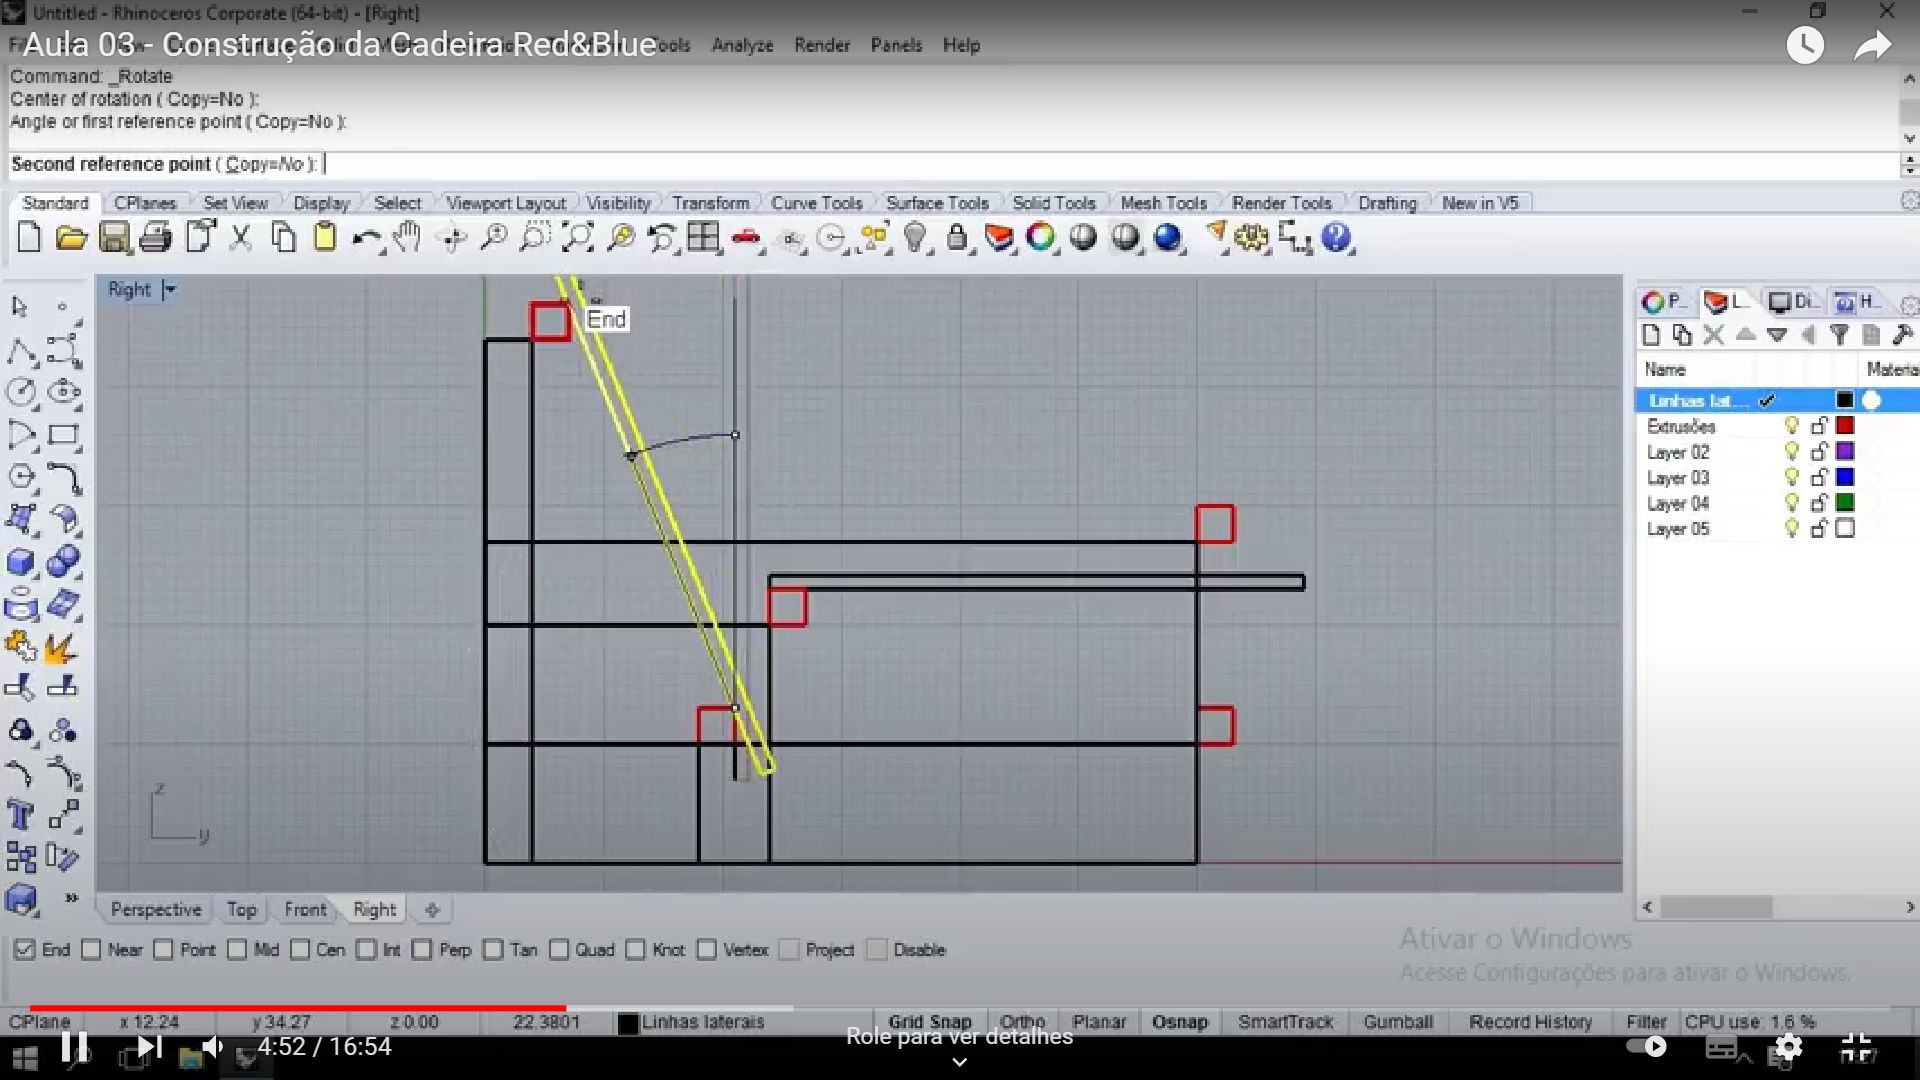 Untitled - Rhinoceros Corporate (64-bit) - [Right]
Aula 03 - Construção da Cadeira Red&Blue
Tools Analyze Render Panels Help
Command: _Rotate
Center of rotation ( Copy=No ):
Angle or first reference point ( Copy=No ):
Second reference point ( Copy=No ):
Standard CPlanes Set View Display Select Viewport Layout Visibility Transform Curve Tools Surface Tools Solid Tools Mesh Tools Render Tools Drafting New in V5
Right
End
P... L... Di... H...
Name Materia
Linhas lat...
Extrusões
Layer 02
Layer 03
Layer 04
Layer 05
z
y
Perspective Top Front Right
End Near Point Mid Cen Int Perp Tan Quad Knot Vertex Project Disable
Ativar o Windows
Acesse Configurações para ativar o Windows.
CPlane x 12.24 y 34.27 z 0.00 22.3801 Linhas laterais Grid Snap Ortho Planar Osnap SmartTrack Gumball Record History Filter CPU use: 1.6 %
4:52 / 16:54
Role para ver detalhes